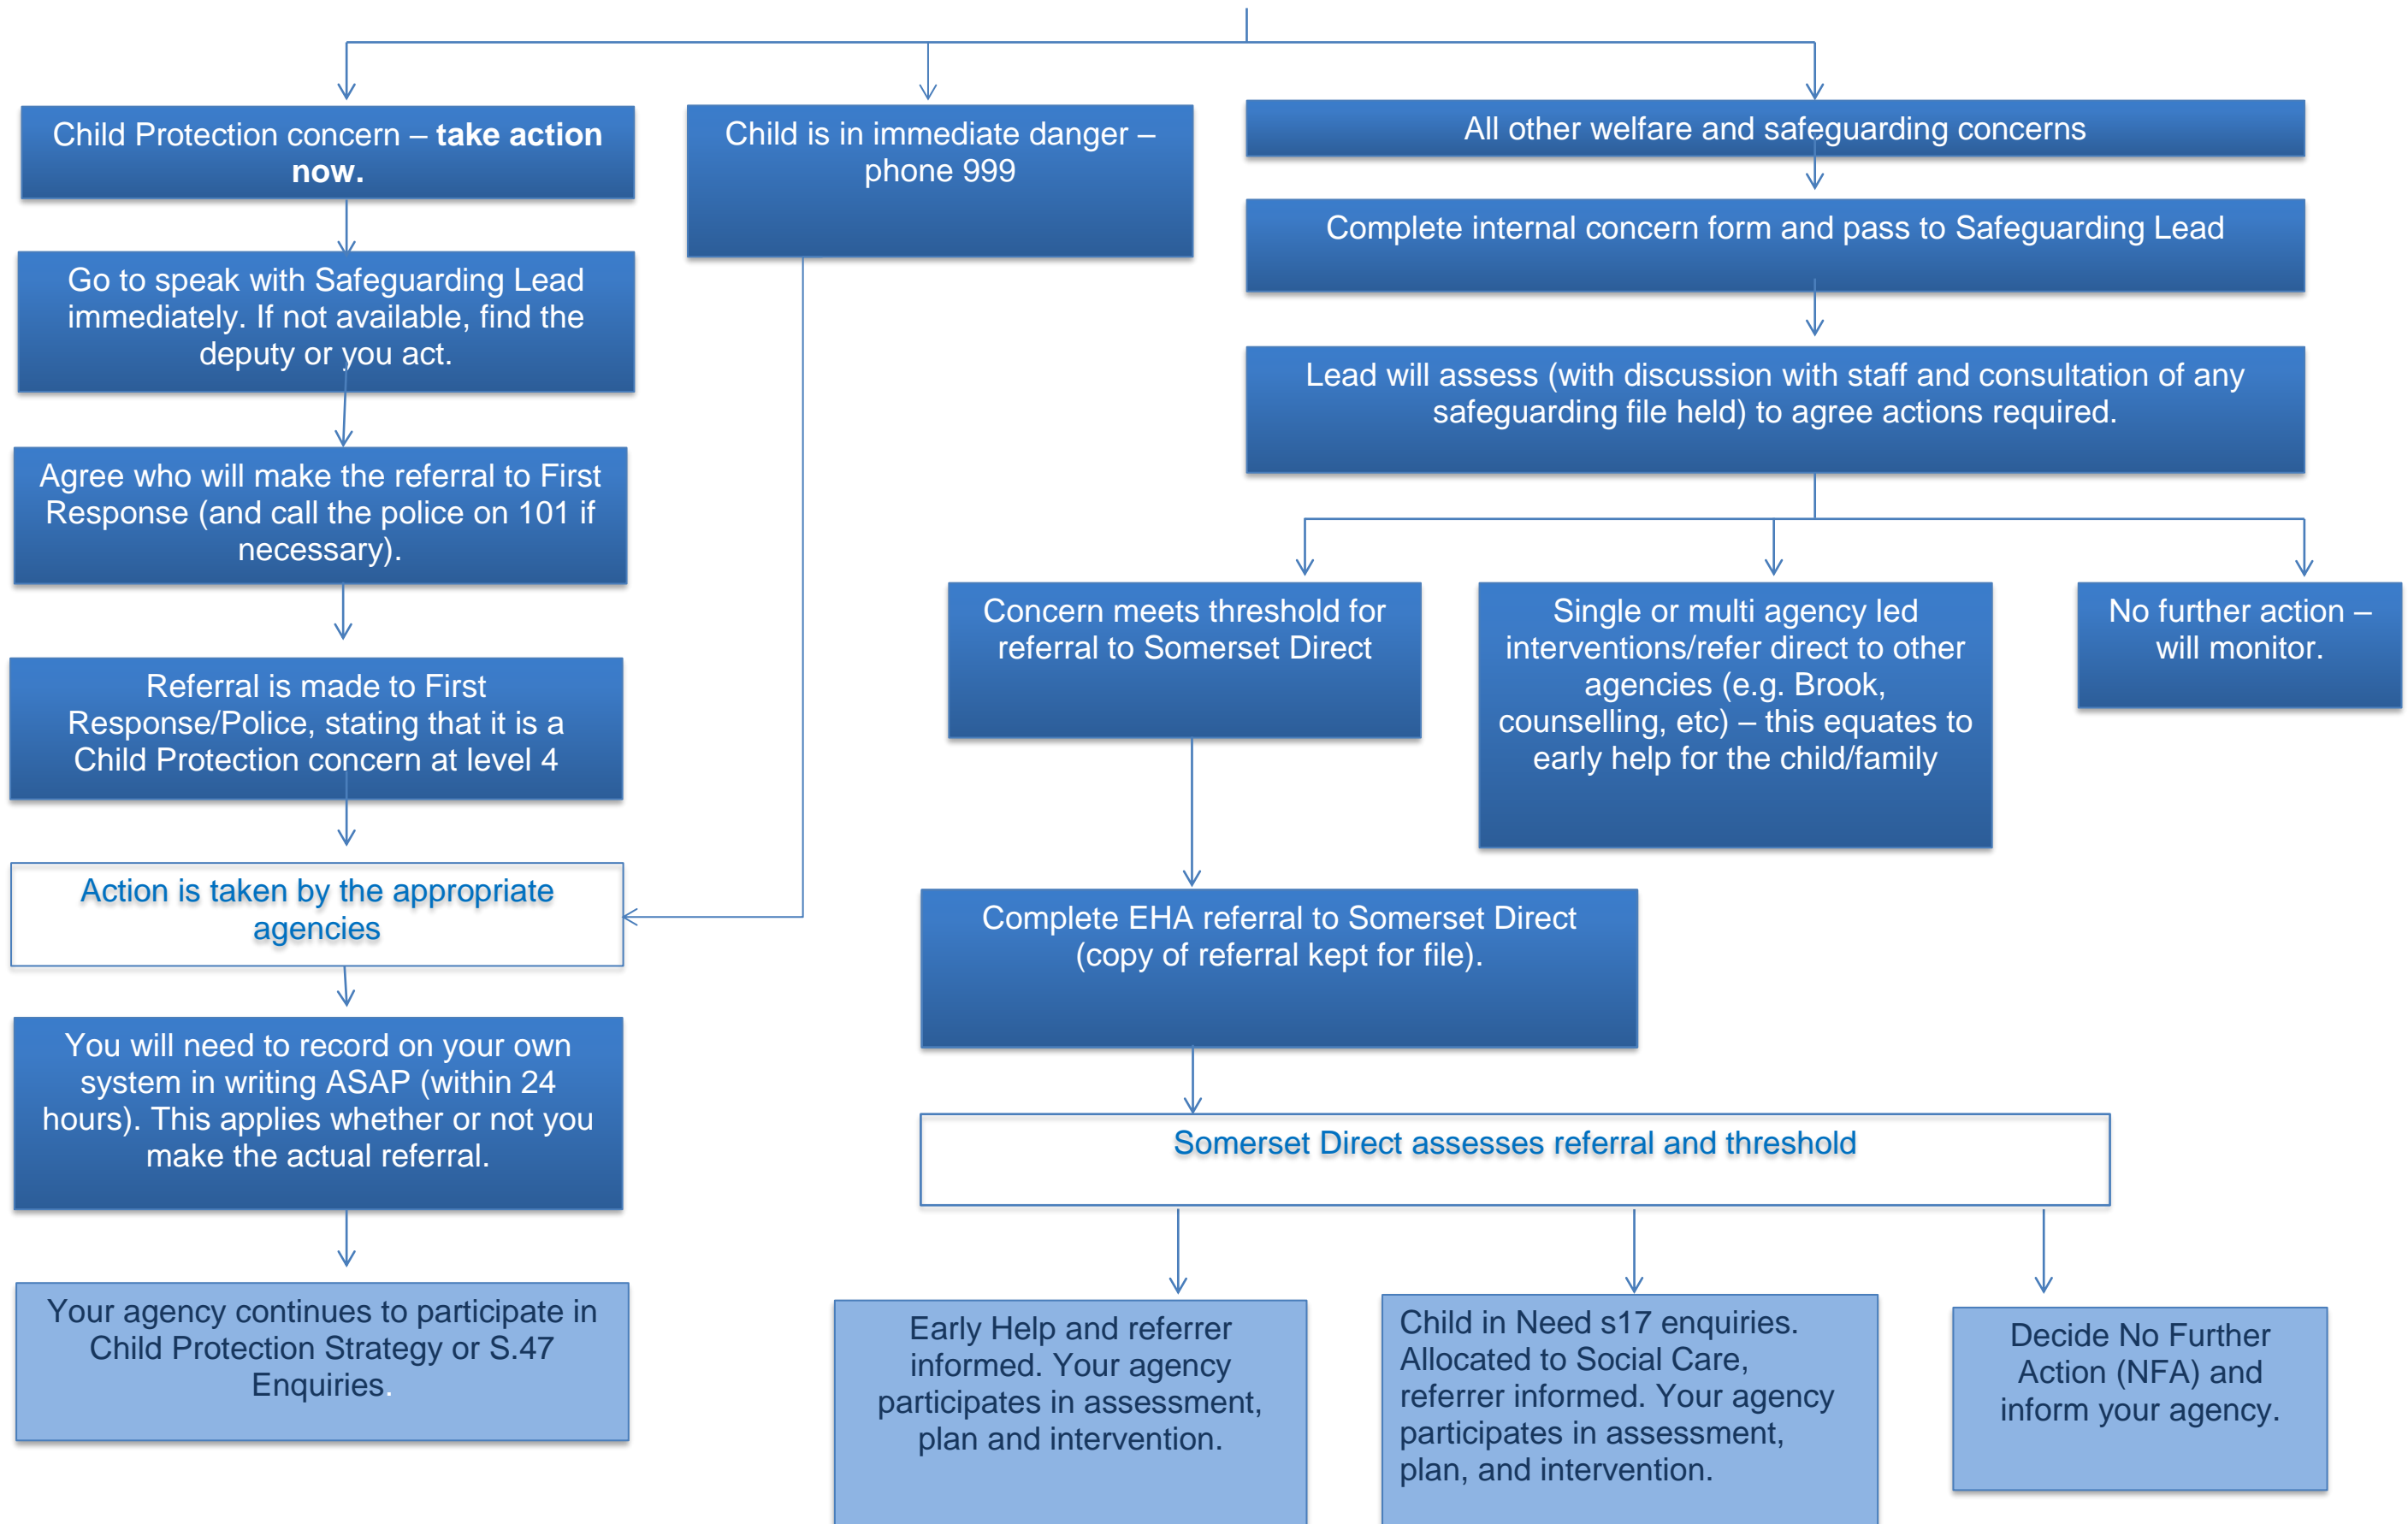 Child Protection concern – take action
now.
Go to speak with Safeguarding Lead
immediately. If not available, find the
deputy or you act.
Agree who will make the referral to First
Response (and call the police on 101 if
necessary).
Referral is made to First
Response/Police, stating that it is a
Child Protection concern at level 4
Action is taken by the appropriate
agencies
You will need to record on your own
system in writing ASAP (within 24
hours). This applies whether or not you
make the actual referral.
Your agency continues to participate in
Child Protection Strategy or S.47
Enquiries.
Child is in immediate danger –
phone 999
All other welfare and safeguarding concerns
Complete internal concern form and pass to Safeguarding Lead
Lead will assess (with discussion with staff and consultation of any
safeguarding file held) to agree actions required.
Concern meets threshold for
referral to Somerset Direct
Single or multi agency led
interventions/refer direct to other
agencies (e.g. Brook,
counselling, etc) – this equates to
early help for the child/family
No further action –
will monitor.
Complete EHA referral to Somerset Direct
(copy of referral kept for file).
Somerset Direct assesses referral and threshold
Early Help and referrer
informed. Your agency
participates in assessment,
plan and intervention.
Child in Need s17 enquiries.
Allocated to Social Care,
referrer informed. Your agency
participates in assessment,
plan, and intervention.
Decide No Further
Action (NFA) and
inform your agency.